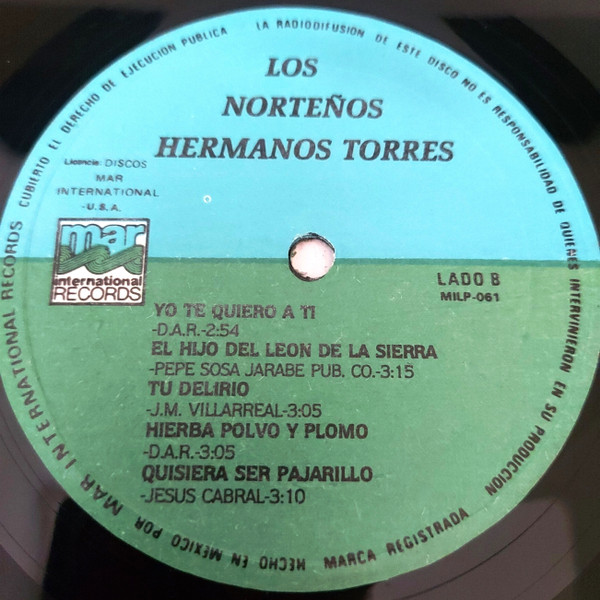 LOS
NORTEÑOS
HERMANOS TORRES
Licencia: DISCOS
MAR
INTERNATIONAL
-U.S.A.
mar
international
RECORDS
LADO B
MILP-061
YO TE QUIERO A TI
-D.A.R.-2:54
EL HIJO DEL LEON DE LA SIERRA
-PEPE SOSA JARABE PUB. CO.-3:15
TU DELIRIO
-J.M. VILLARREAL-3:05
HIERBA POLVO Y PLOMO
-D.A.R.-3:05
QUISIERA SER PAJARILLO
-JESUS CABRAL-3:10
HECHO EN MEXICO POR MAR INTERNATIONAL RECORDS CUBIERTO EL DERECHO DE EJECUCION PUBLICA - LA RADIODIFUSION DE ESTE DISCO NO ES RESPONSABILIDAD DE QUIENES INTERVINIERON EN SU PRODUCCION
MARCA REGISTRADA